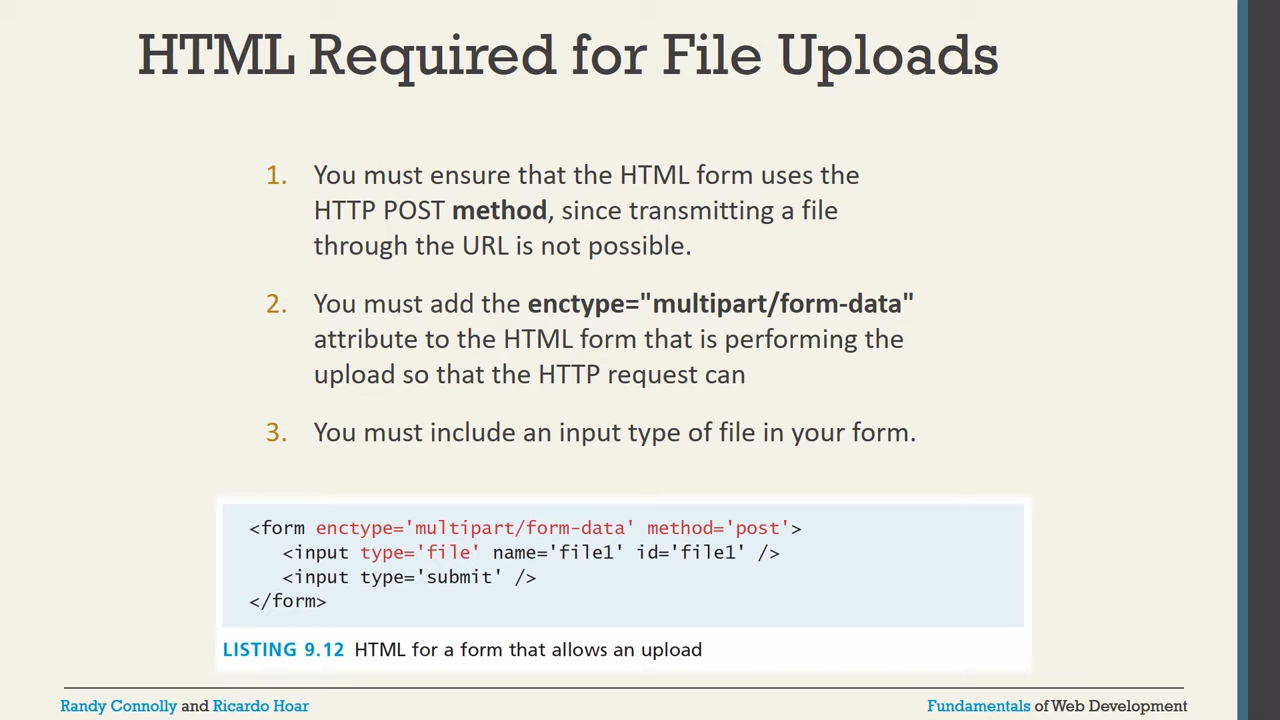 HTML Required for File Uploads
1. You must ensure that the HTML form uses the
HTTP POST method, since transmitting a file
through the URL is not possible.
2. You must add the enctype="multipart/form-data"
attribute to the HTML form that is performing the
upload so that the HTTP request can
3. You must include an input type of file in your form.
<form enctype='multipart/form-data' method='post'>
<input type='file' name='file1' id='file1' />
<input type='submit' />
</form>
LISTING 9.12 HTML for a form that allows an upload
Randy Connolly and Ricardo Hoar
Fundamentals of Web Development